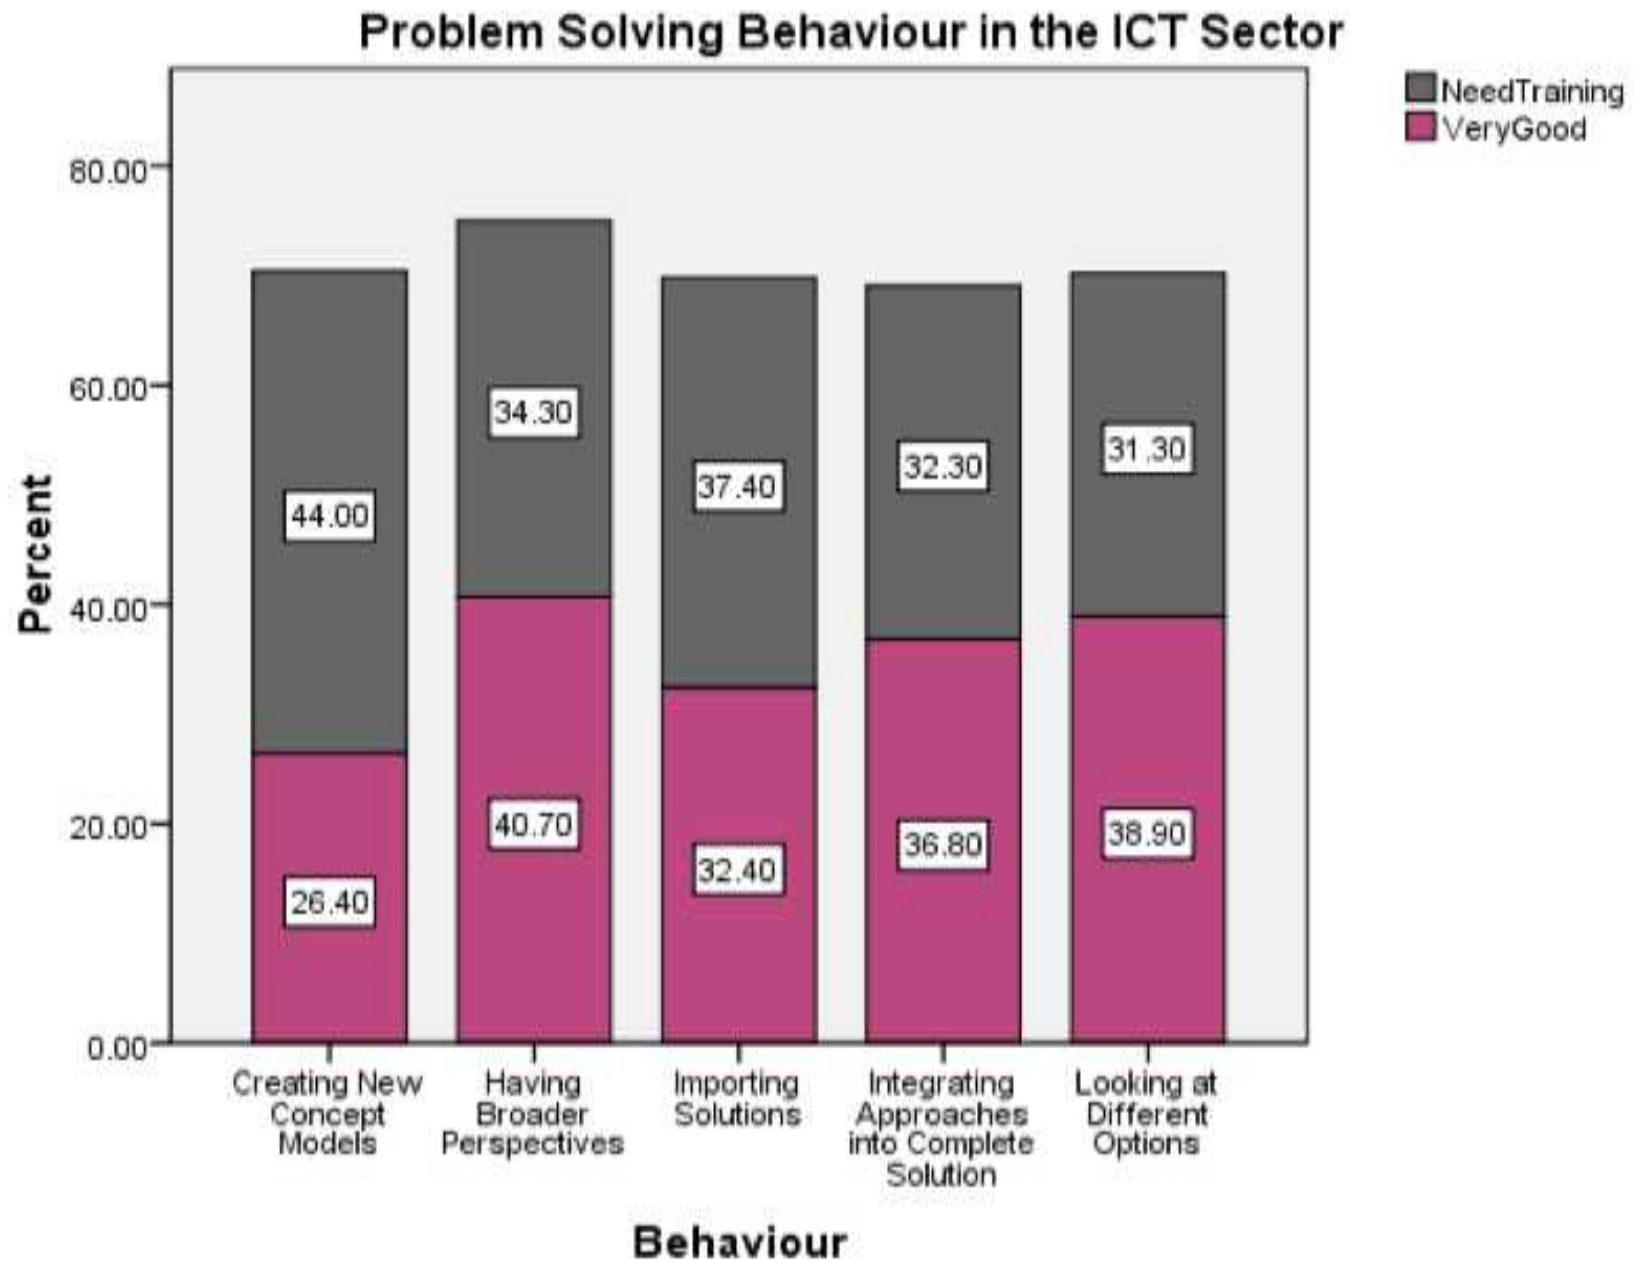 Problem Solving Behaviour in the ICT Sector
NeedTraining
VeryGood
Percent
80.00
60.00
40.00
20.00
0.00
44.00
26.40
34.30
40.70
37.40
32.40
32.30
36.80
31.30
38.90
Creating New
Concept
Models
Having
Broader
Perspectives
Importing
Solutions
Integrating
Approaches
into Complete
Solution
Looking at
Different
Options
Behaviour